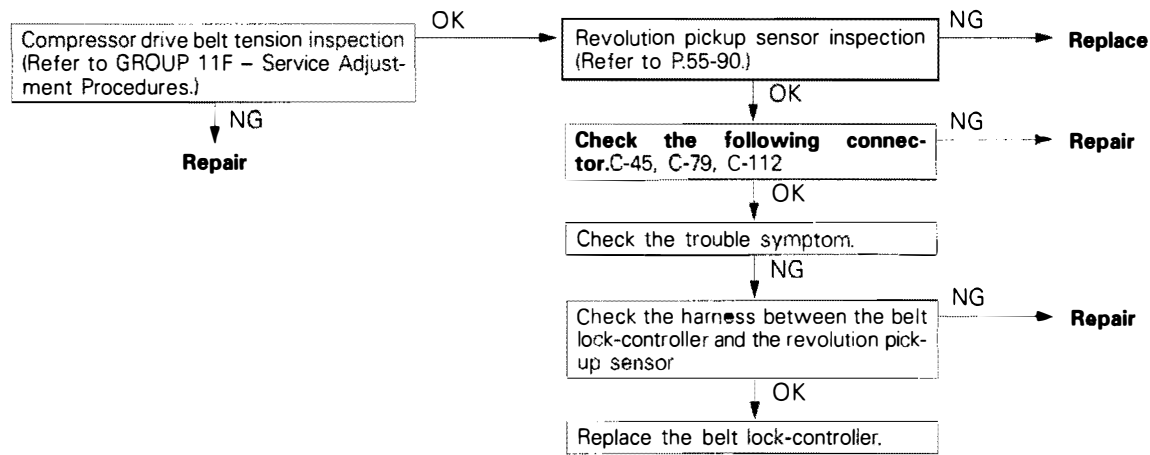 Compressor drive belt tension inspection
(Refer to GROUP 11F – Service Adjust-
ment Procedures.)
OK
NG
Repair
Revolution pickup sensor inspection
(Refer to P.55-90.)
NG
Replace
OK
Check the following connec-
tor.C-45, C-79, C-112
NG
Repair
OK
Check the trouble symptom.
NG
Check the harness between the belt
lock-controller and the revolution pick-
up sensor
NG
Repair
OK
Replace the belt lock-controller.